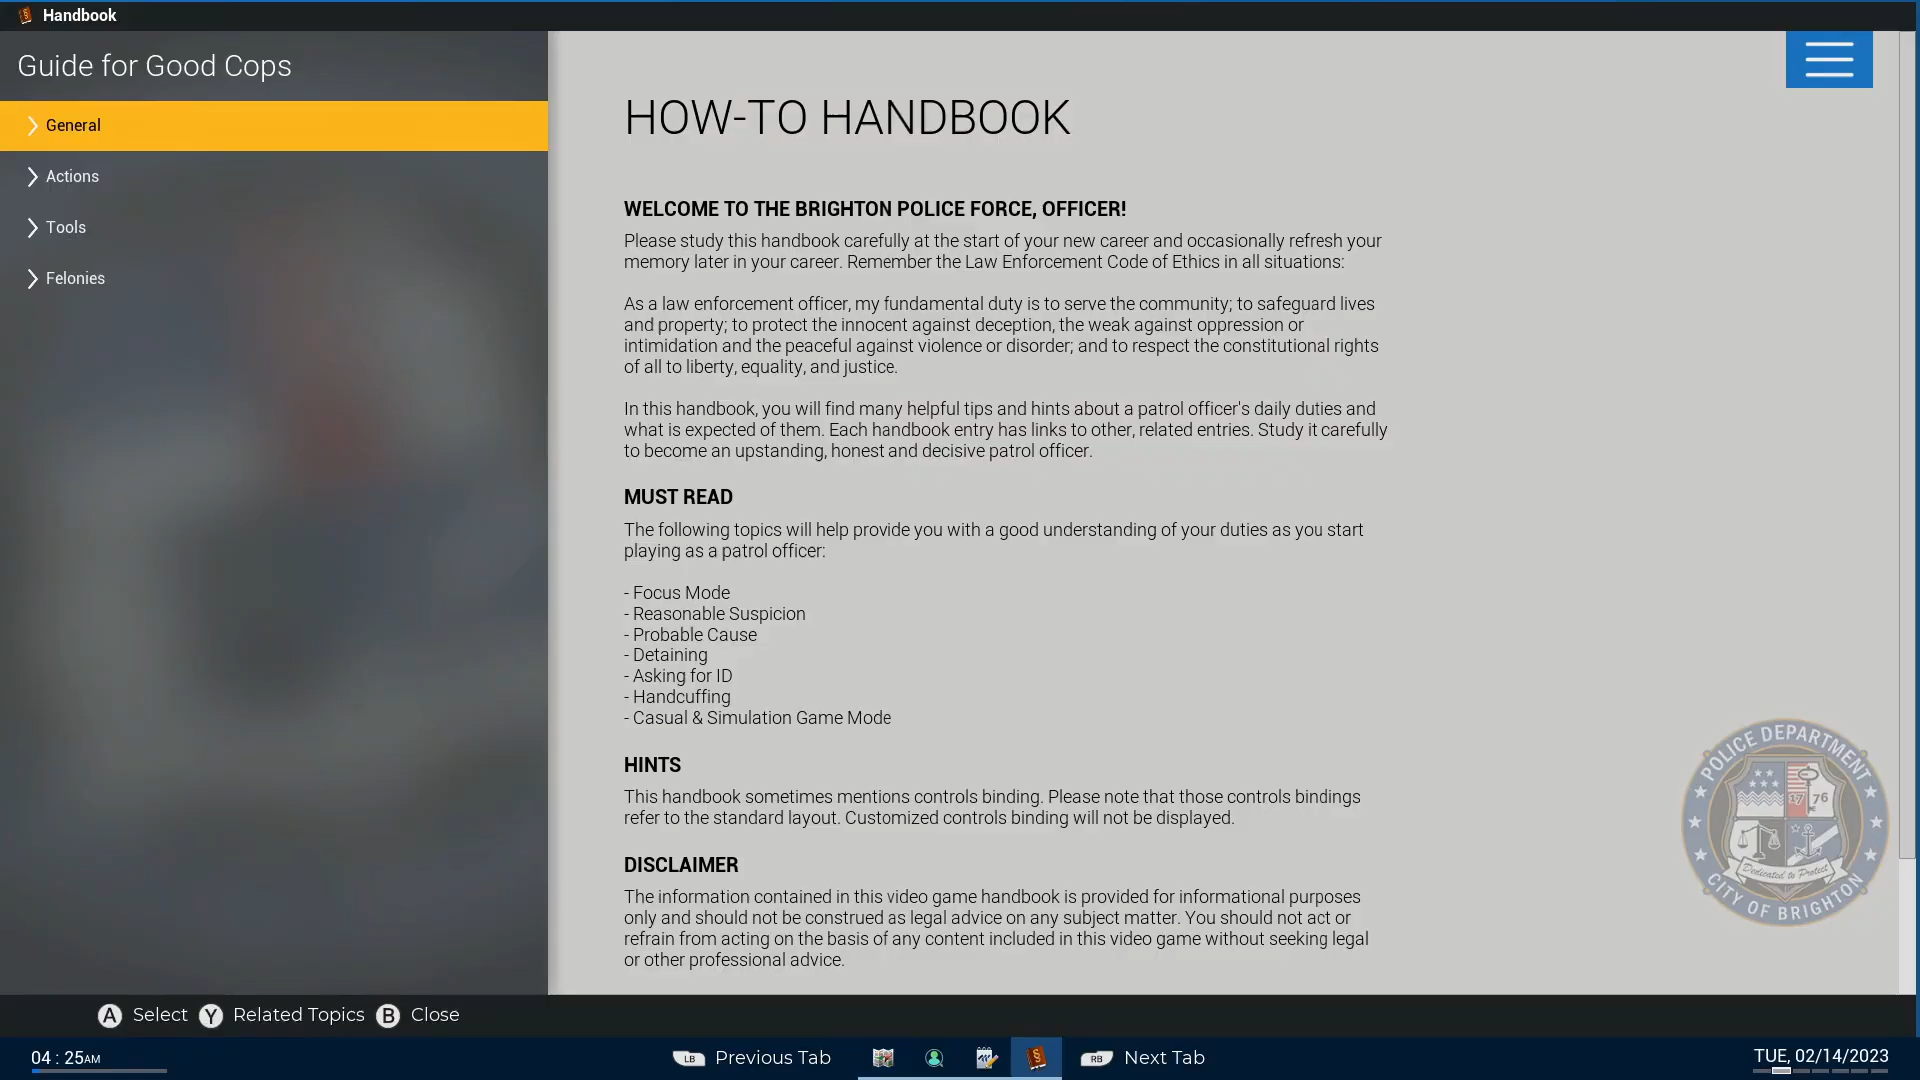 Handbook
Guide for Good Cops
General
Actions
Tools
Felonies
HOW-TO HANDBOOK
WELCOME TO THE BRIGHTON POLICE FORCE, OFFICER!
Please study this handbook carefully at the start of your new career and occasionally refresh your
memory later in your career. Remember the Law Enforcement Code of Ethics in all situations:
As a law enforcement officer, my fundamental duty is to serve the community; to safeguard lives
and property; to protect the innocent against deception, the weak against oppression or
intimidation and the peaceful against violence or disorder; and to respect the constitutional rights
of all to liberty, equality, and justice.
In this handbook, you will find many helpful tips and hints about a patrol officer's daily duties and
what is expected of them. Each handbook entry has links to other, related entries. Study it carefully
to become an upstanding, honest and decisive patrol officer.
MUST READ
The following topics will help provide you with a good understanding of your duties as you start
playing as a patrol officer:
- Focus Mode
- Reasonable Suspicion
- Probable Cause
- Detaining
- Asking for ID
- Handcuffing
- Casual & Simulation Game Mode
HINTS
This handbook sometimes mentions controls binding. Please note that those controls bindings
refer to the standard layout. Customized controls binding will not be displayed.
DISCLAIMER
The information contained in this video game handbook is provided for informational purposes
only and should not be construed as legal advice on any subject matter. You should not act or
refrain from acting on the basis of any content included in this video game without seeking legal
or other professional advice.
POLICE DEPARTMENT
17 76
Dedicated to Protect
CITY OF BRIGHTON
A Select Y Related Topics B Close
04 : 25AM
LB Previous Tab
RB Next Tab
TUE, 02/14/2023